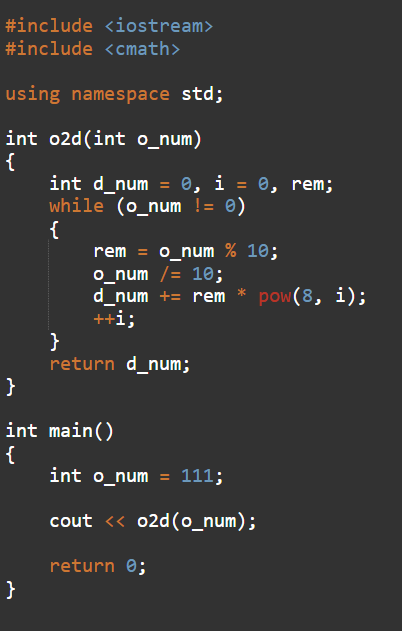 #include <iostream>
#include <cmath>
using namespace std;
int o2d(int o_num)
{
int d_num = 0, i = 0, rem;
while (o_num != 0)
{
rem = o_num % 10;
o_num /= 10;
d_num += rem * pow(8, i);
++i;
}
return d_num;
}
int main()
{
int o_num = 111;
cout << o2d(o_num);
return 0;
}